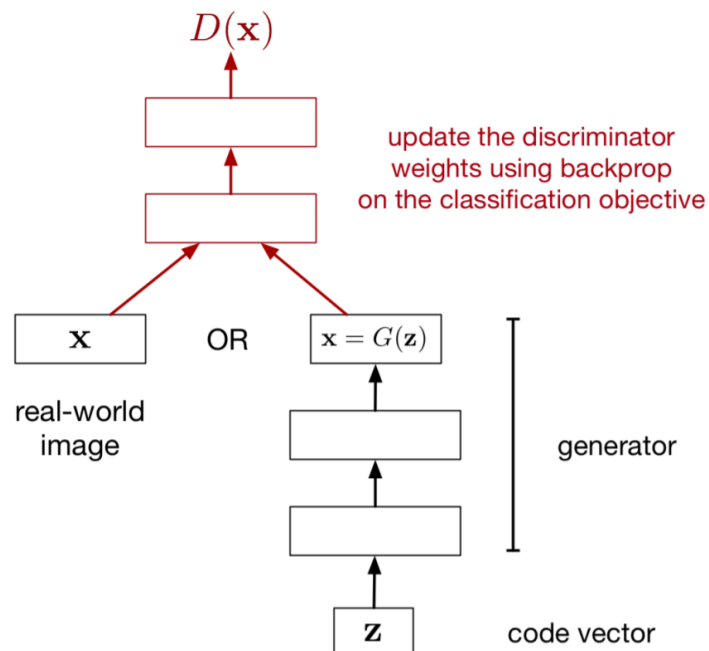 D(x)
update the discriminator
weights using backprop
on the classification objective
x
OR
x = G(z)
real-world
image
generator
z
code vector